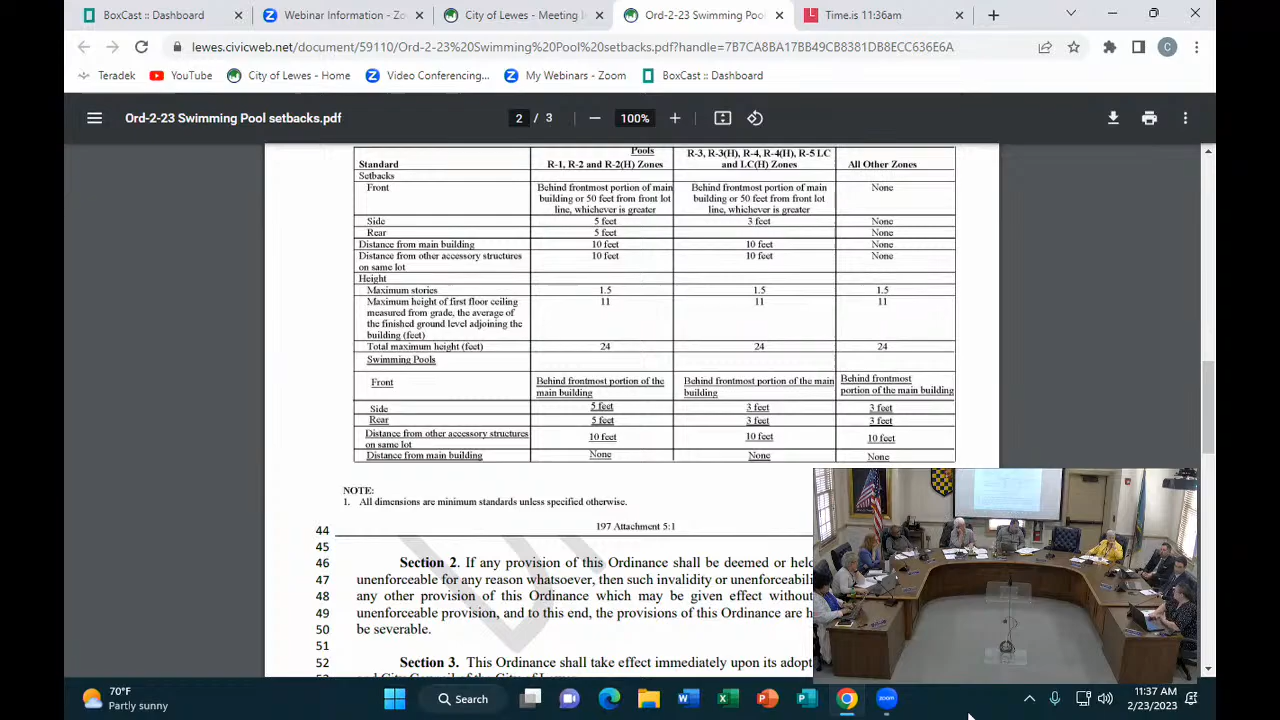 BoxCast :: Dashboard
Webinar Information - Zo
City of Lewes - Meeting I
Ord-2-23 Swimming Pool
Time.is 11:36am
lewes.civicweb.net/document/59110/Ord-2-23%20Swimming%20Pool%20setbacks.pdf?handle=7B7CA8BA17BB49CB8381DB8ECC636E6A
C
Teradek YouTube City of Lewes - Home Video Conferencing,... My Webinars - Zoom BoxCast :: Dashboard
Ord-2-23 Swimming Pool setbacks.pdf 2 / 3 100%
Pools
Standard R-1, R-2 and R-2(H) Zones R-3, R-3(H), R-4, R-4(H), R-5 LC and LC(H) Zones All Other Zones
Setbacks
Front Behind frontmost portion of main building or 50 feet from front lot line, whichever is greater Behind frontmost portion of main building or 50 feet from front lot line, whichever is greater None
Side 5 feet 3 feet None
Rear 5 feet None
Distance from main building 10 feet 10 feet None
Distance from other accessory structures on same lot 10 feet 10 feet None
Height
Maximum stories 1.5 1.5 1.5
Maximum height of first floor ceiling measured from grade, the average of the finished ground level adjoining the building (feet) 11 11 11
Total maximum height (feet) 24 24 24
Swimming Pools
Front Behind frontmost portion of the main building Behind frontmost portion of the main building Behind frontmost portion of the main building
Side 5 feet 3 feet 3 feet
Rear 5 feet 3 feet 3 feet
Distance from other accessory structures on same lot 10 feet 10 feet 10 feet
Distance from main building None None None
NOTE:
1. All dimensions are minimum standards unless specified otherwise.
197 Attachment 5:1
44
45
46 Section 2. If any provision of this Ordinance shall be deemed or held
47 unenforceable for any reason whatsoever, then such invalidity or unenforceabili
48 any other provision of this Ordinance which may be given effect without
49 unenforceable provision, and to this end, the provisions of this Ordinance are h
50 be severable.
51
52 Section 3. This Ordinance shall take effect immediately upon its adopt
70°F
Partly sunny
Search
zoom
11:37 AM
2/23/2023